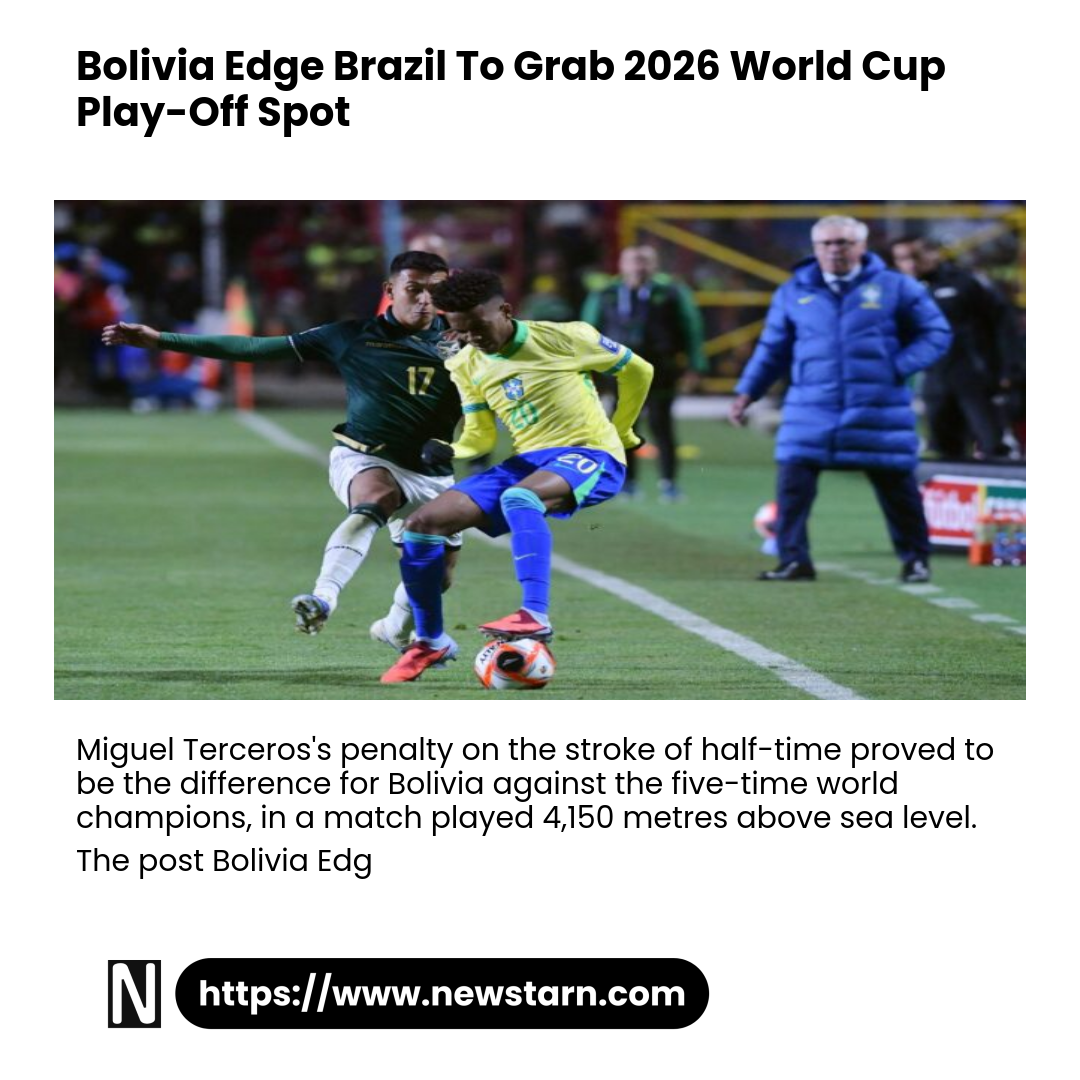 Bolivia Edge Brazil To Grab 2026 World Cup
Play-Off Spot
17
20
20
Miguel Terceros's penalty on the stroke of half-time proved to
be the difference for Bolivia against the five-time world
champions, in a match played 4,150 metres above sea level.
The post Bolivia Edg
N
https://www.newstarn.com